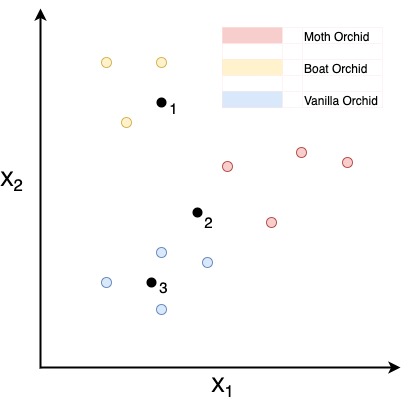 Moth Orchid
Boat Orchid
Vanilla Orchid
1
X2
2
3
X1